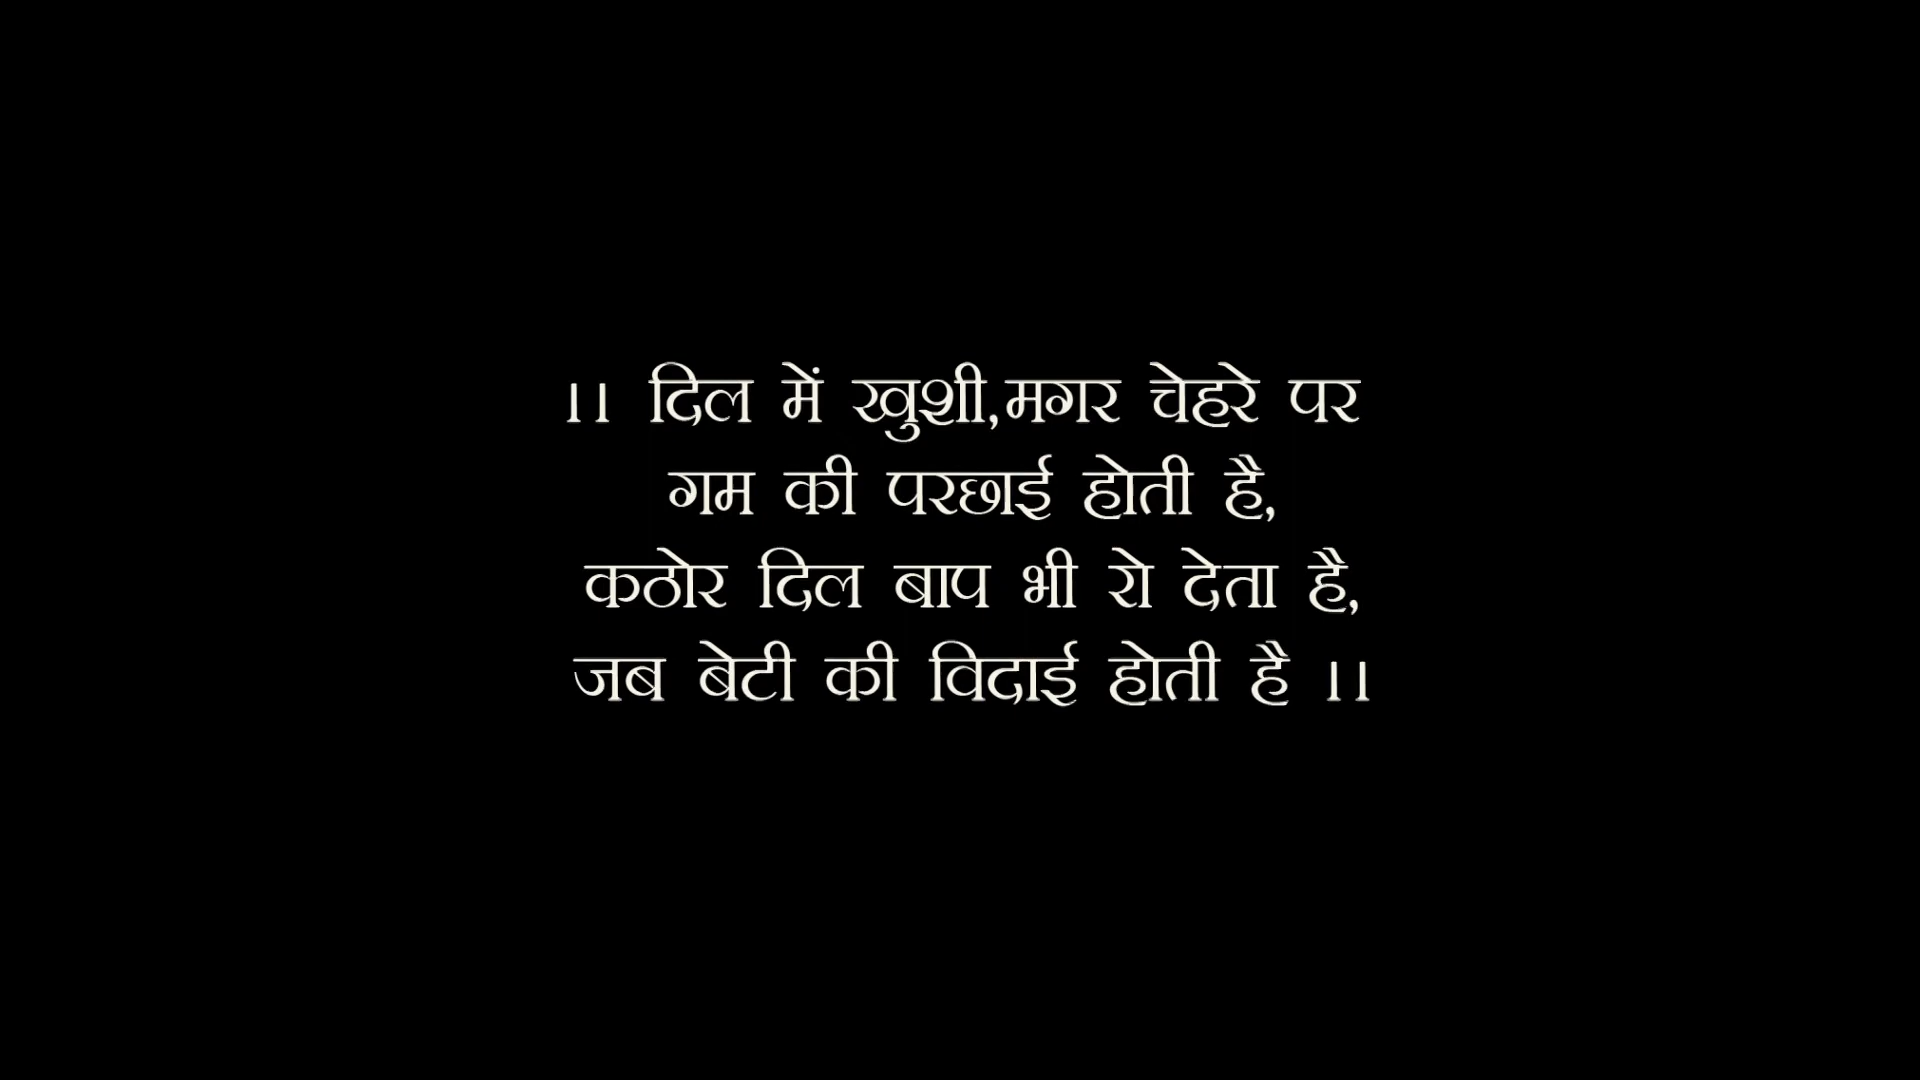 ।। दिल में खुशी,मगर चेहरे पर
गम की परछाई होती है,
कठोर दिल बाप भी रो देता है,
जब बेटी की विदाई होती है ।।